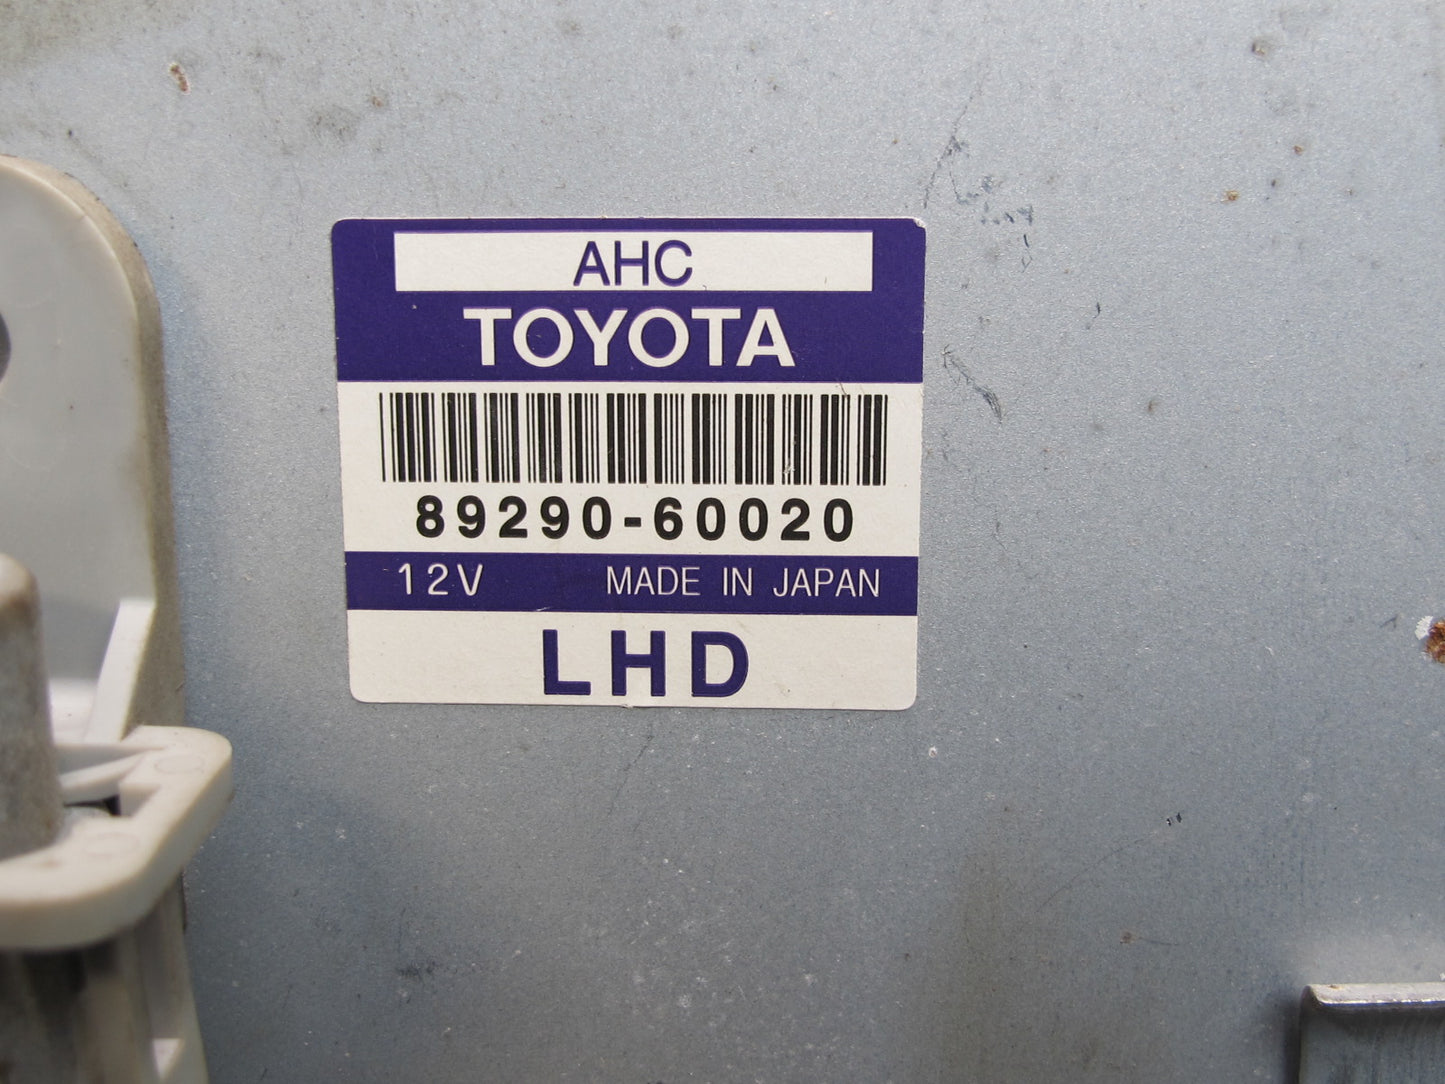 AHC
TOYOTA
89290-60020
12V MADE IN JAPAN
LHD